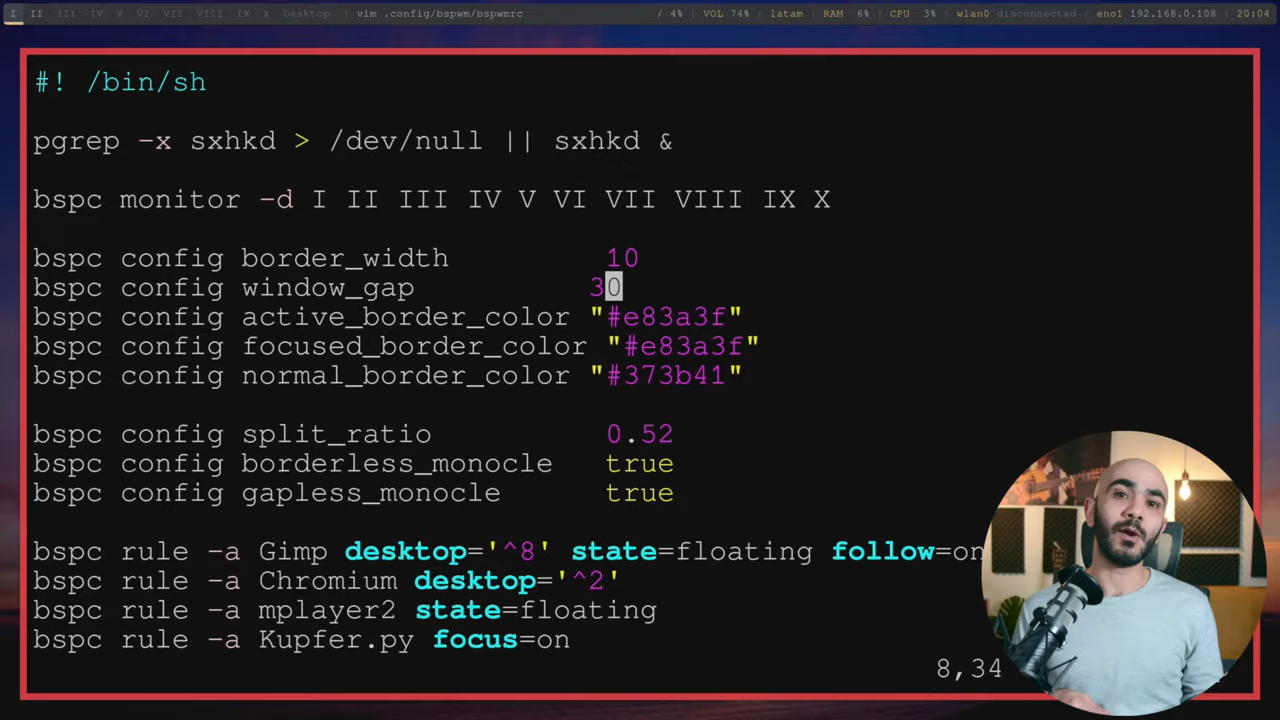 I II III IV V VI VII VIII IX X Desktop | vim .config/bspwm/bspwmrc / 4% | VOL 74% | latam | RAM 6% | CPU 3% | wlan0 disconnected | eno1 192.168.0.108 | 20:04
#! /bin/sh
pgrep -x sxhkd > /dev/null || sxhkd &
bspc monitor -d I II III IV V VI VII VIII IX X
bspc config border_width 10
bspc config window_gap 30
bspc config active_border_color "#e83a3f"
bspc config focused_border_color "#e83a3f"
bspc config normal_border_color "#373b41"
bspc config split_ratio 0.52
bspc config borderless_monocle true
bspc config gapless_monocle true
bspc rule -a Gimp desktop='^8' state=floating follow=on
bspc rule -a Chromium desktop='^2'
bspc rule -a mplayer2 state=floating
bspc rule -a Kupfer.py focus=on
8,34